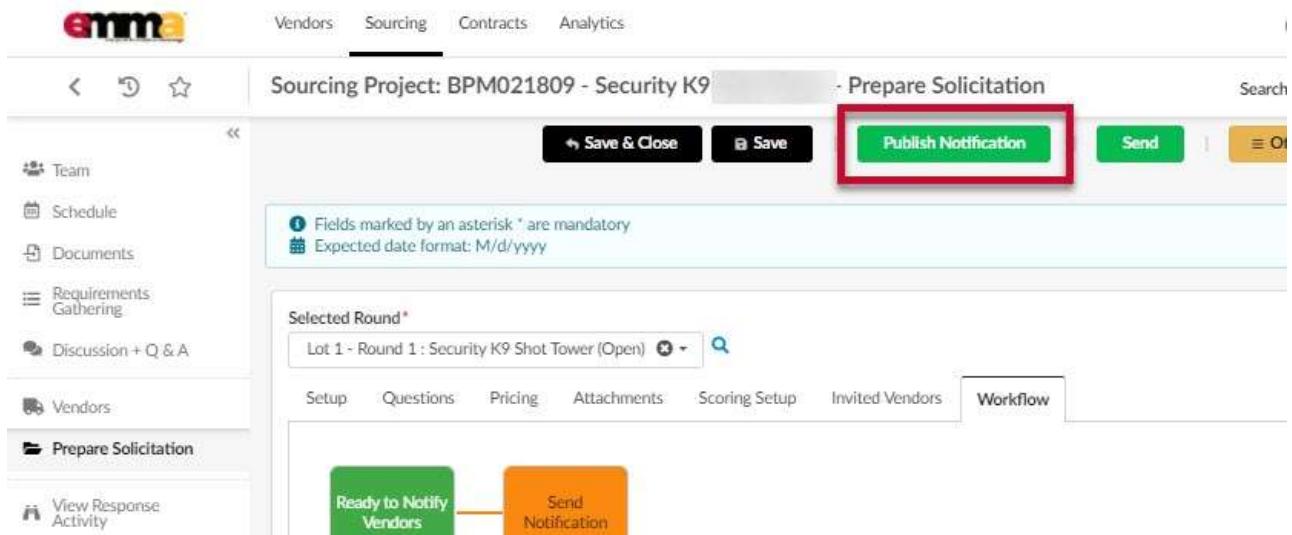 emma
Vendors Sourcing Contracts Analytics
Sourcing Project: BPM021809 - Security K9 - Prepare Solicitation
Search
Save & Close Save Publish Notification Send
Team
Schedule
Documents
Requirements
Gathering
Discussion + Q & A
Vendors
Prepare Solicitation
View Response
Activity
Fields marked by an asterisk * are mandatory
Expected date format: M/d/yyyy
Selected Round*
Lot 1 - Round 1 : Security K9 Shot Tower (Open)
Setup Questions Pricing Attachments Scoring Setup Invited Vendors Workflow
Ready to Notify
Vendors
Send
Notification